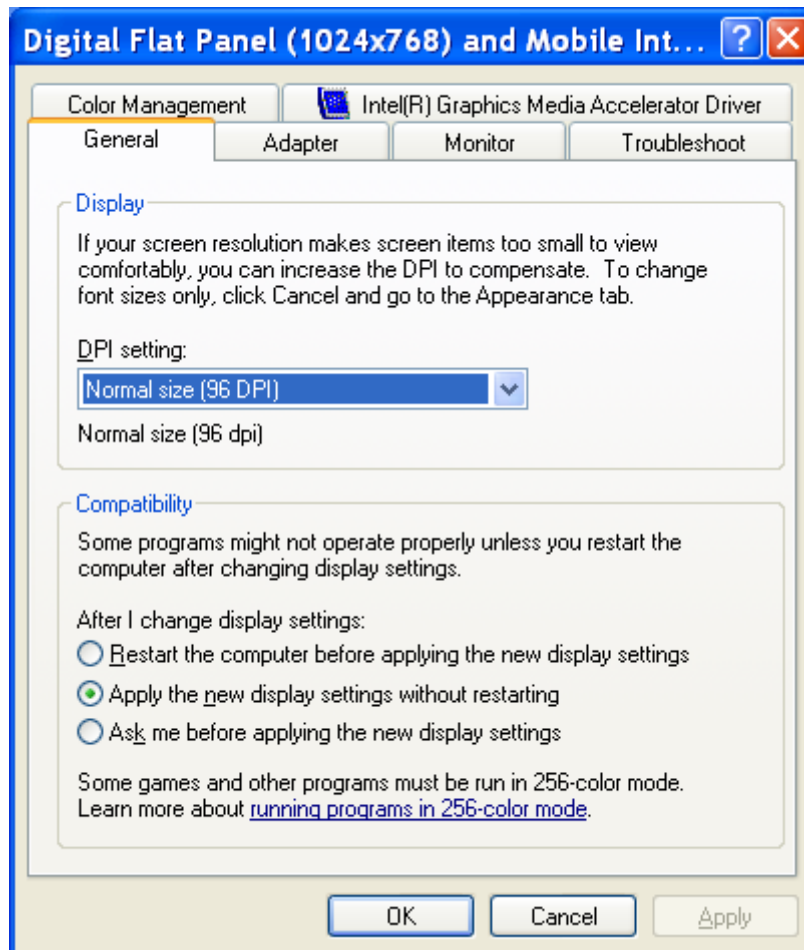 Digital Flat Panel (1024x768) and Mobile Int...
Color Management
Intel(R) Graphics Media Accelerator Driver
General
Adapter
Monitor
Troubleshoot
Display
If your screen resolution makes screen items too small to view
comfortably, you can increase the DPI to compensate.  To change
font sizes only, click Cancel and go to the Appearance tab.
DPI setting:
Normal size (96 DPI)
Normal size (96 dpi)
Compatibility
Some programs might not operate properly unless you restart the
computer after changing display settings.
After I change display settings:
Restart the computer before applying the new display settings
Apply the new display settings without restarting
Ask me before applying the new display settings
Some games and other programs must be run in 256-color mode.
Learn more about running programs in 256-color mode.
OK
Cancel
Apply